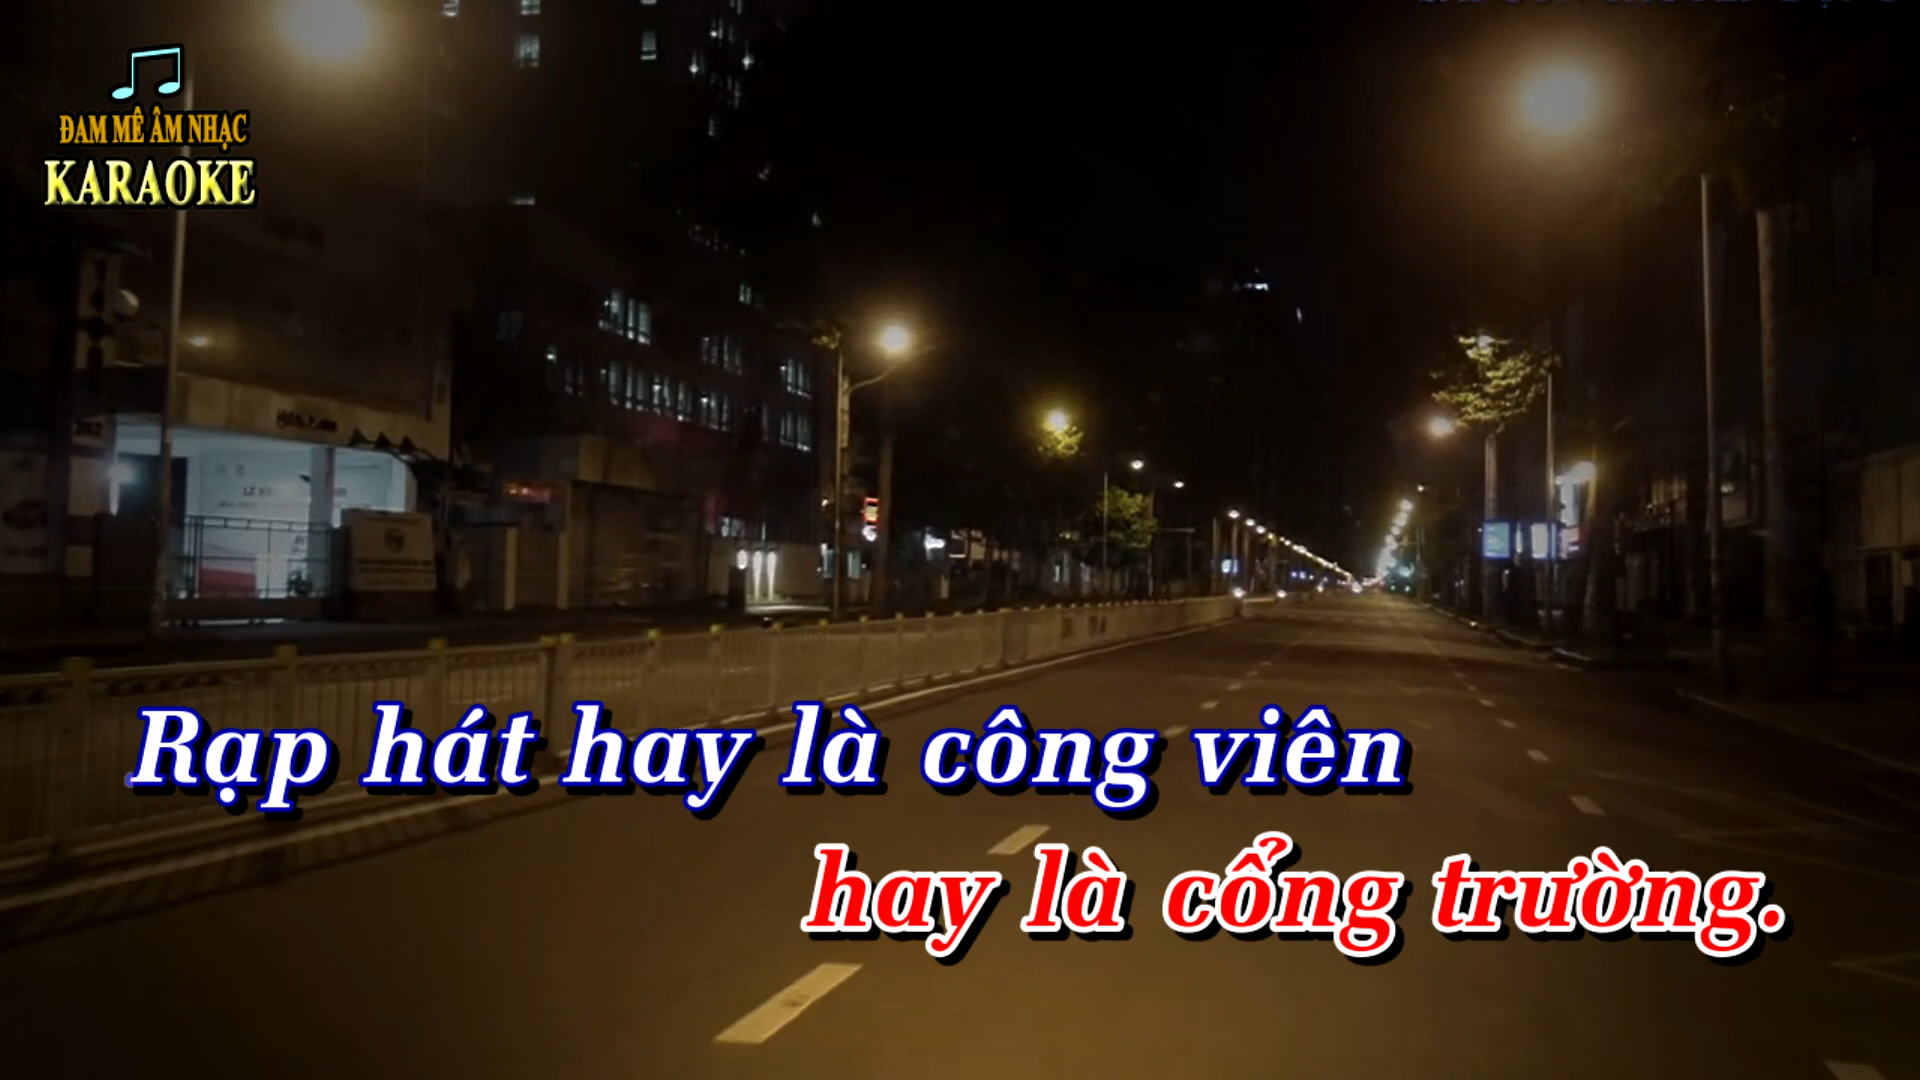 ĐAM MÊ ÂM NHẠC
KARAOKE
Rạp hát hay là công viên
hay là cổng trường.